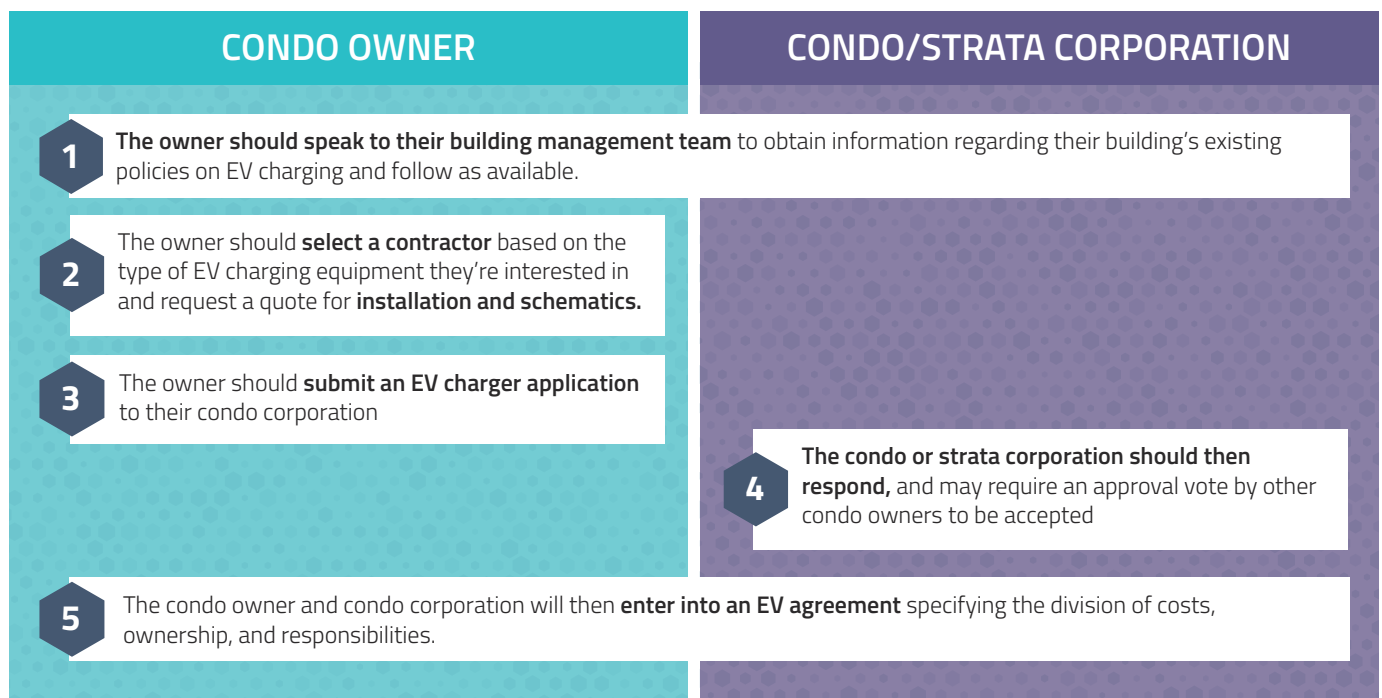 CONDO OWNER
CONDO/STRATA CORPORATION
1
The owner should speak to their building management team to obtain information regarding their building’s existing
policies on EV charging and follow as available.
2
The owner should select a contractor based on the
type of EV charging equipment they’re interested in
and request a quote for installation and schematics.
3
The owner should submit an EV charger application
to their condo corporation
4
The condo or strata corporation should then
respond, and may require an approval vote by other
condo owners to be accepted
5
The condo owner and condo corporation will then enter into an EV agreement specifying the division of costs,
ownership, and responsibilities.